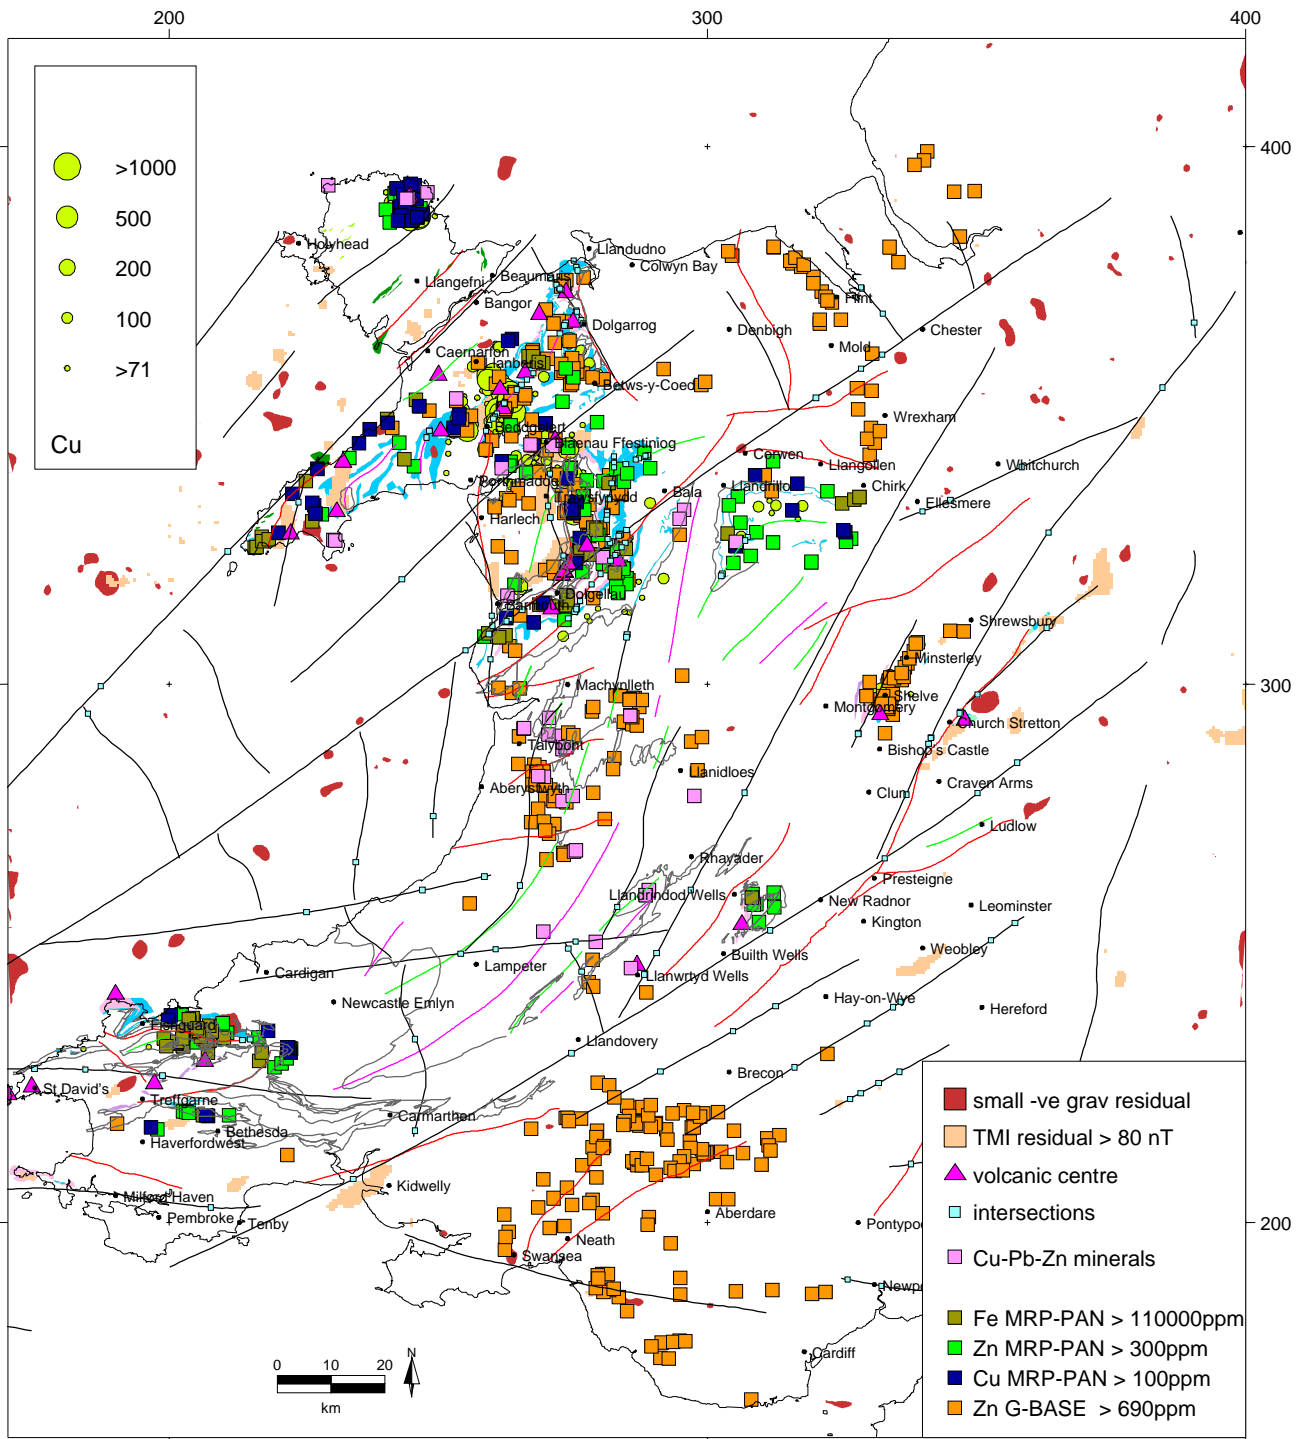 200
300
400
>1000
500
200
100
>71
Cu
400
300
200
Holyhead
Llangefni
Beaumaris
Bangor
Llandudno
Colwyn Bay
Dolgarrog
Caernarfon
Llanberis
Betws-y-Coed
Denbigh
Flint
Mold
Chester
Wrexham
Beddgelert
Blaenau Ffestiniog
Corwen
Llangollen
Whitchurch
Porthmadog
Trawsfynydd
Bala
Llandrillo
Chirk
Ellesmere
Harlech
Barmouth
Dolgellau
Shrewsbury
Minsterley
Machynlleth
Shelve
Montgomery
Church Stretton
Talybont
Bishop's Castle
Llanidloes
Aberystwyth
Clun
Craven Arms
Ludlow
Rhayader
Presteigne
Llandrindod Wells
New Radnor
Leominster
Kington
Builth Wells
Weobley
Cardigan
Lampeter
Llanwrtyd Wells
Newcastle Emlyn
Hay-on-Wye
Hereford
Fishguard
Llandovery
Brecon
St David's
Treffgarne
Carmarthen
Bethesda
Haverfordwest
Kidwelly
Milford Haven
Pembroke
Tenby
Aberdare
Pontypoo
Neath
Swansea
Newpo
Cardiff
0 10 20
km
N
small -ve grav residual
TMI residual > 80 nT
volcanic centre
intersections
Cu-Pb-Zn minerals
Fe MRP-PAN > 110000ppm
Zn MRP-PAN > 300ppm
Cu MRP-PAN > 100ppm
Zn G-BASE > 690ppm